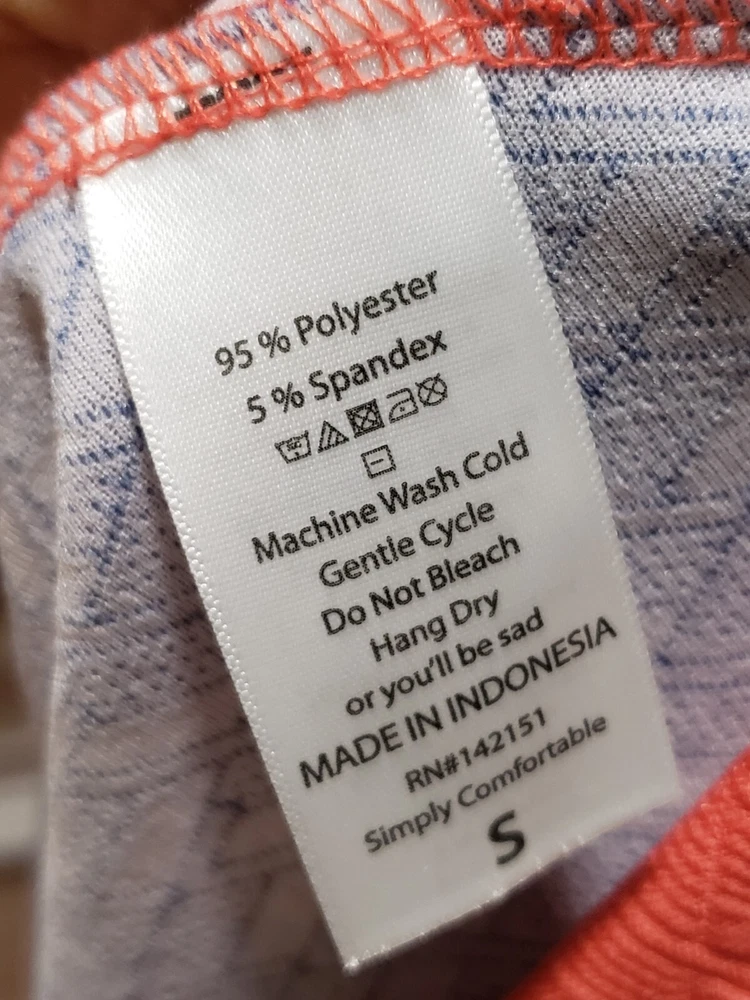 95 % Polyester
5 % Spandex
Machine Wash Cold
Gentle Cycle
Do Not Bleach
Hang Dry
or you'll be sad
MADE IN INDONESIA
RN#142151
Simply Comfortable
S